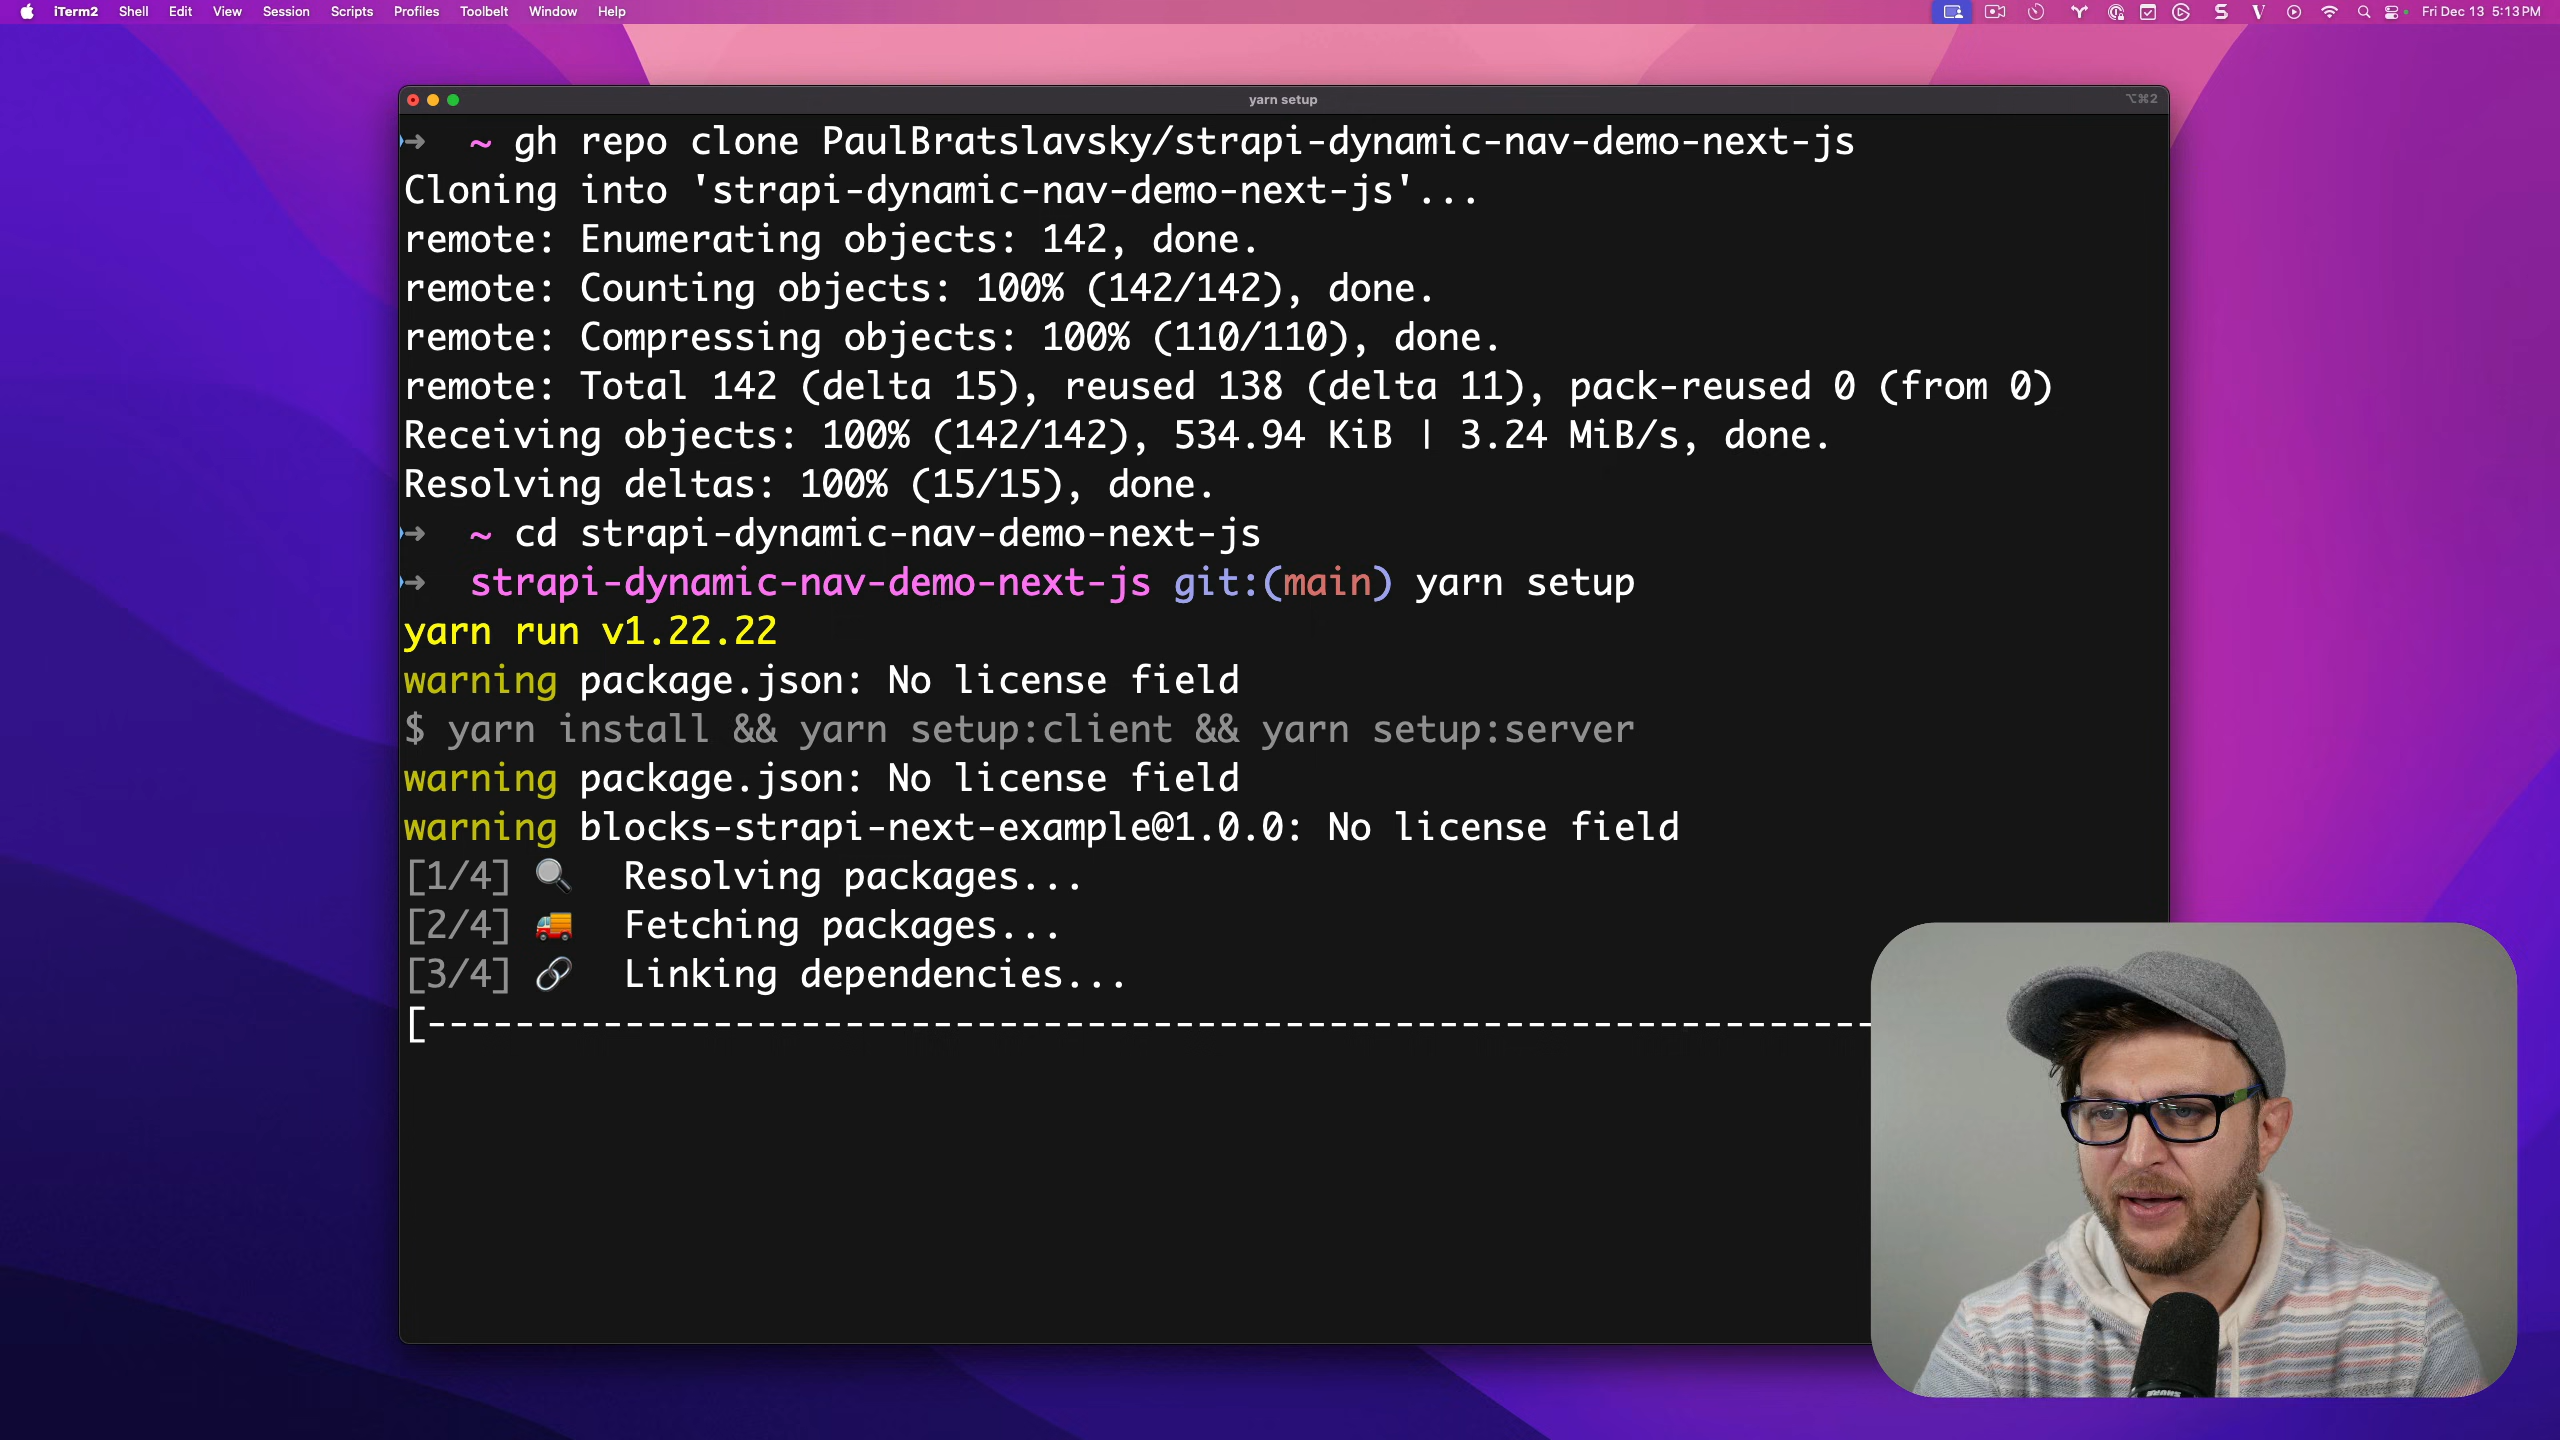 iTerm2 Shell Edit View Session Scripts Profiles Toolbelt Window Help Fri Dec 13 5:13 PM
yarn setup ⌥⌘2
→ ~ gh repo clone PaulBratslavsky/strapi-dynamic-nav-demo-next-js
Cloning into 'strapi-dynamic-nav-demo-next-js'...
remote: Enumerating objects: 142, done.
remote: Counting objects: 100% (142/142), done.
remote: Compressing objects: 100% (110/110), done.
remote: Total 142 (delta 15), reused 138 (delta 11), pack-reused 0 (from 0)
Receiving objects: 100% (142/142), 534.94 KiB | 3.24 MiB/s, done.
Resolving deltas: 100% (15/15), done.
→ ~ cd strapi-dynamic-nav-demo-next-js
→ strapi-dynamic-nav-demo-next-js git:(main) yarn setup
yarn run v1.22.22
warning package.json: No license field
$ yarn install && yarn setup:client && yarn setup:server
warning package.json: No license field
warning blocks-strapi-next-example@1.0.0: No license field
[1/4] 🔍 Resolving packages...
[2/4] 🚚 Fetching packages...
[3/4] 🔗 Linking dependencies...
[------------------------------------------------------------------